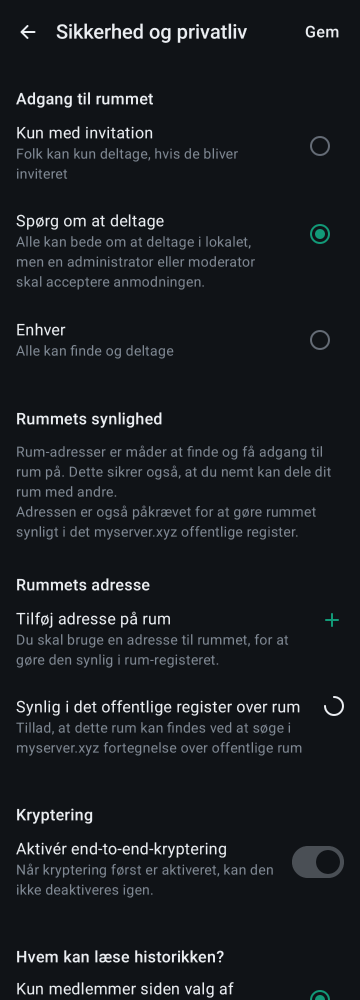 Sikkerhed og privatliv
Gem
Adgang til rummet
Kun med invitation
Folk kan kun deltage, hvis de bliver
inviteret
Spørg om at deltage
Alle kan bede om at deltage i lokalet,
men en administrator eller moderator
skal acceptere anmodningen.
Enhver
Alle kan finde og deltage
Rummets synlighed
Rum-adresser er måder at finde og få adgang til
rum på. Dette sikrer også, at du nemt kan dele dit
rum med andre.
Adressen er også påkrævet for at gøre rummet
synligt i det myserver.xyz offentlige register.
Rummets adresse
Tilføj adresse på rum
Du skal bruge en adresse til rummet, for at
gøre den synlig i rum-registeret.
Synlig i det offentlige register over rum
Tillad, at dette rum kan findes ved at søge i
myserver.xyz fortegnelse over offentlige rum
Kryptering
Aktivér end-to-end-kryptering
Når kryptering først er aktiveret, kan den
ikke deaktiveres igen.
Hvem kan læse historikken?
Kun medlemmer siden valg af